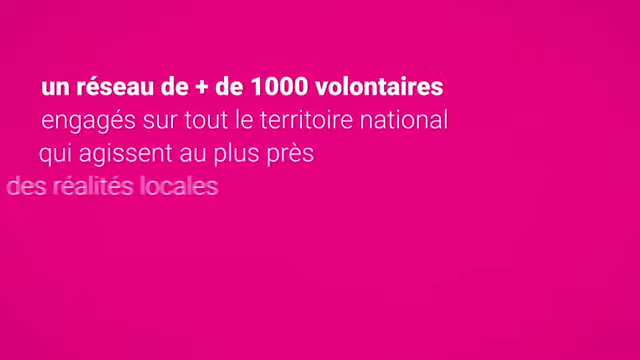 un réseau de + de 1000 volontaires
engagés sur tout le territoire national
qui agissent au plus près
des réalités locales